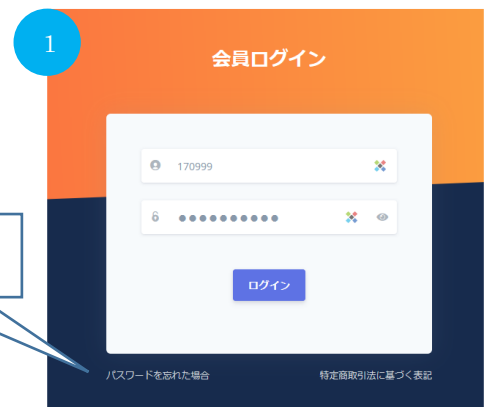 1
会員ログイン
170999
●●●●●●●●●●
ログイン
パスワードを忘れた場合
特定商取引法に基づく表記